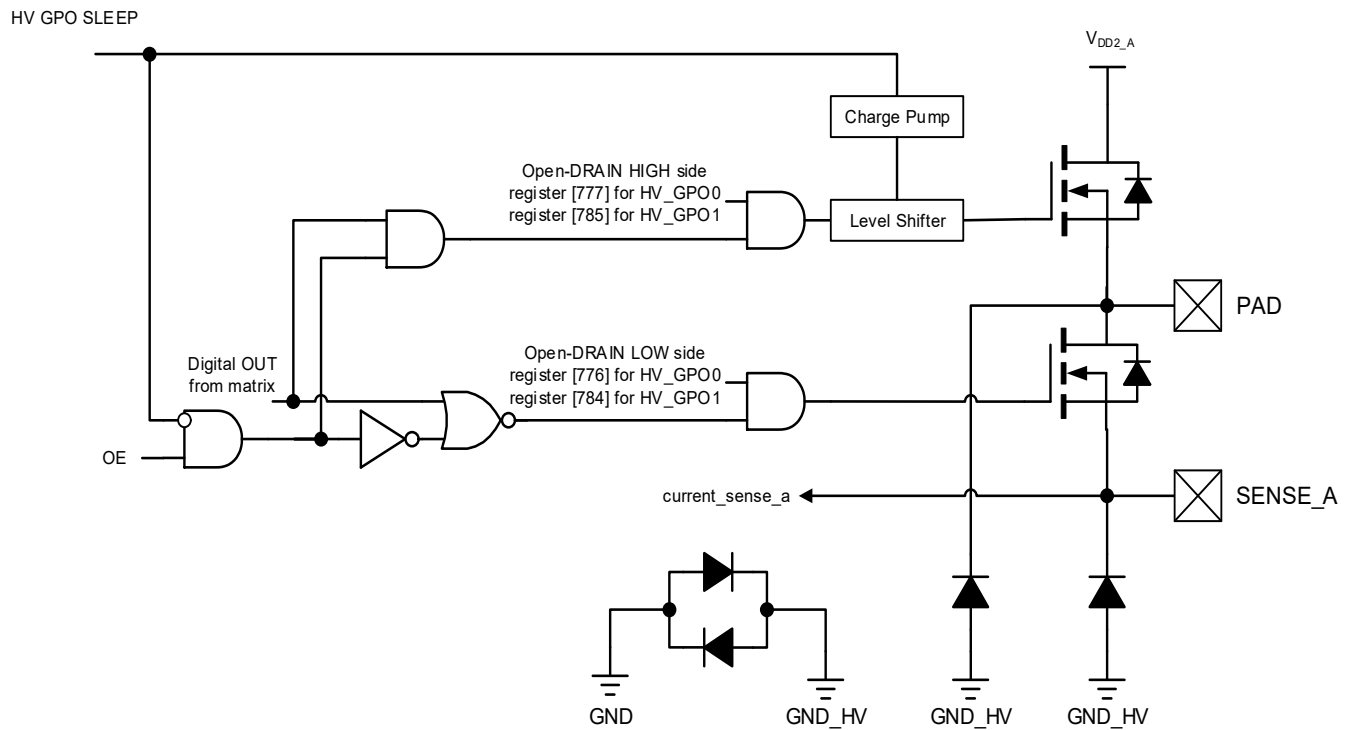 HV GPO SLEEP
VDD2_A
Charge Pump
Open-DRAIN HIGH side
register [777] for HV_GPO0
register [785] for HV_GPO1
Level Shifter
PAD
Digital OUT
from matrix
Open-DRAIN LOW side
register [776] for HV_GPO0
register [784] for HV_GPO1
OE
current_sense_a
SENSE_A
GND
GND_HV
GND_HV
GND_HV